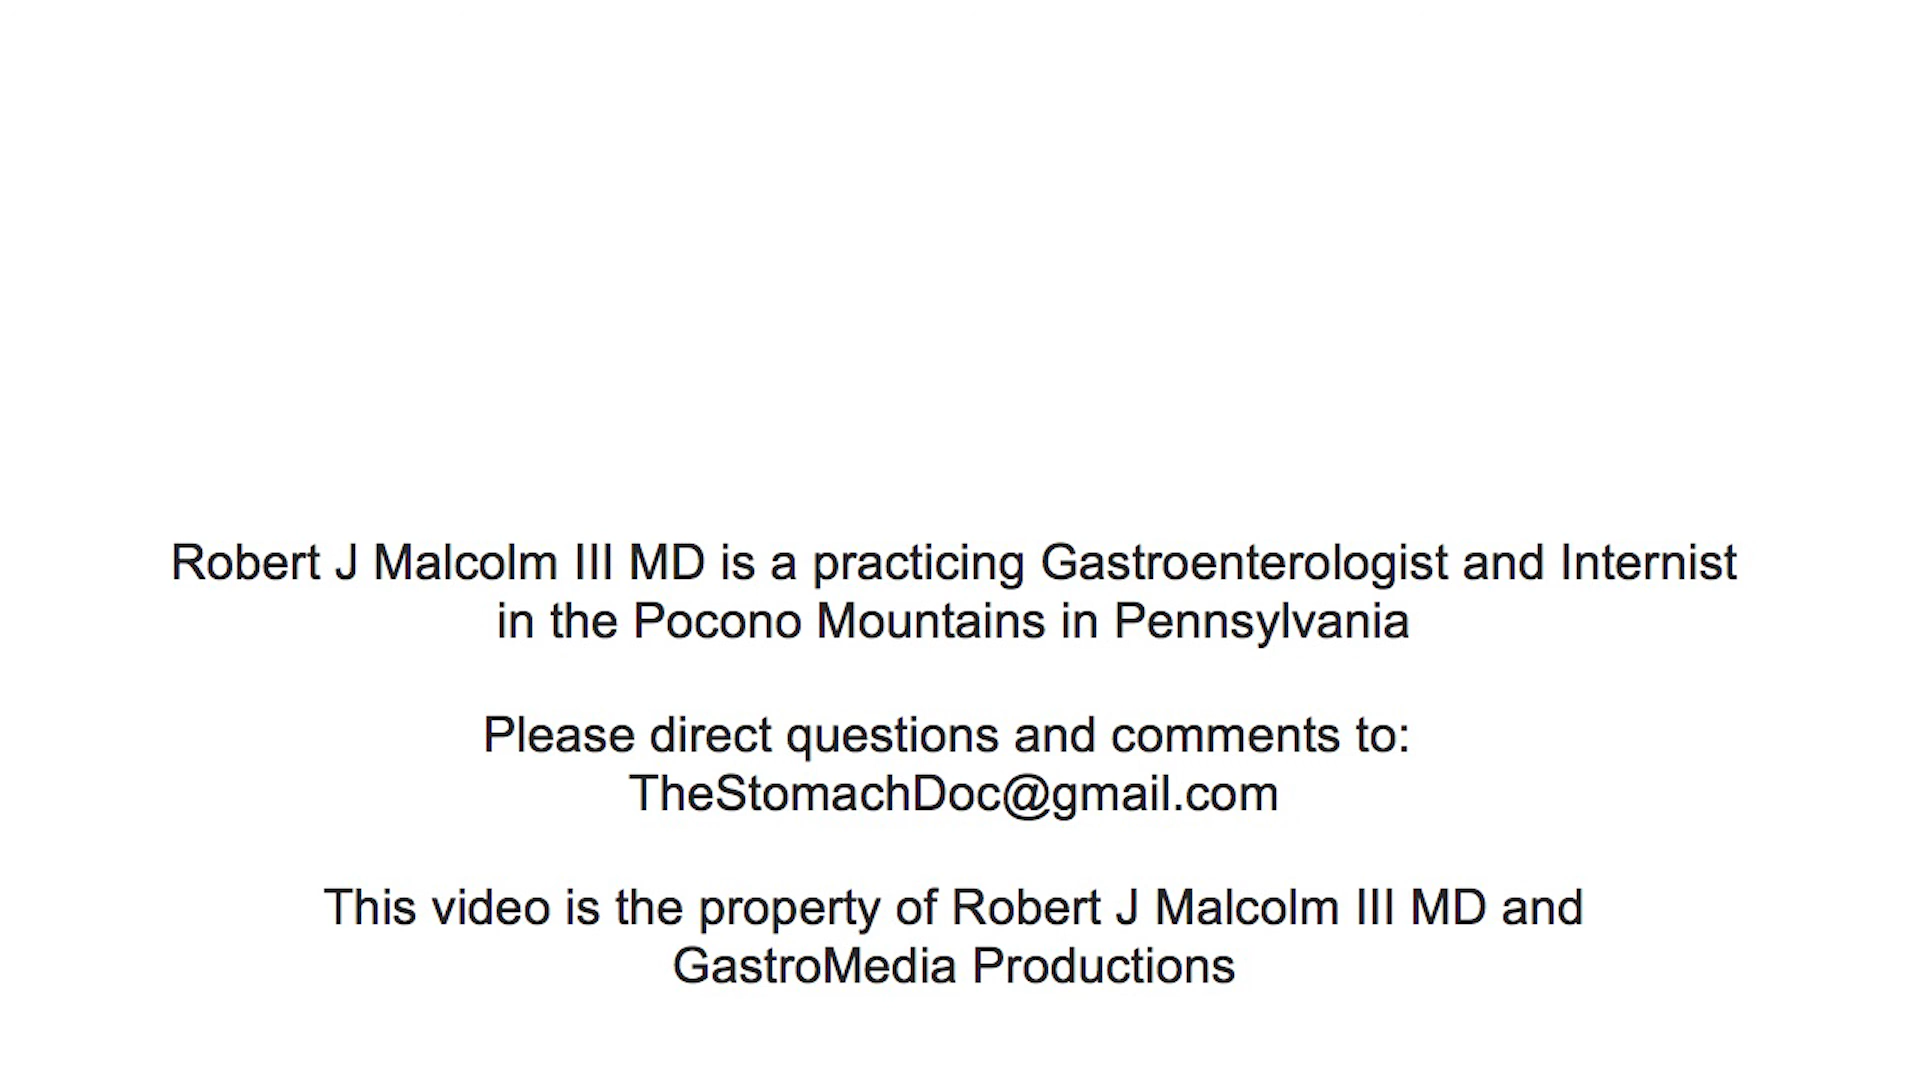 Robert J Malcolm III MD is a practicing Gastroenterologist and Internist
in the Pocono Mountains in Pennsylvania
Please direct questions and comments to:
TheStomachDoc@gmail.com
This video is the property of Robert J Malcolm III MD and
GastroMedia Productions